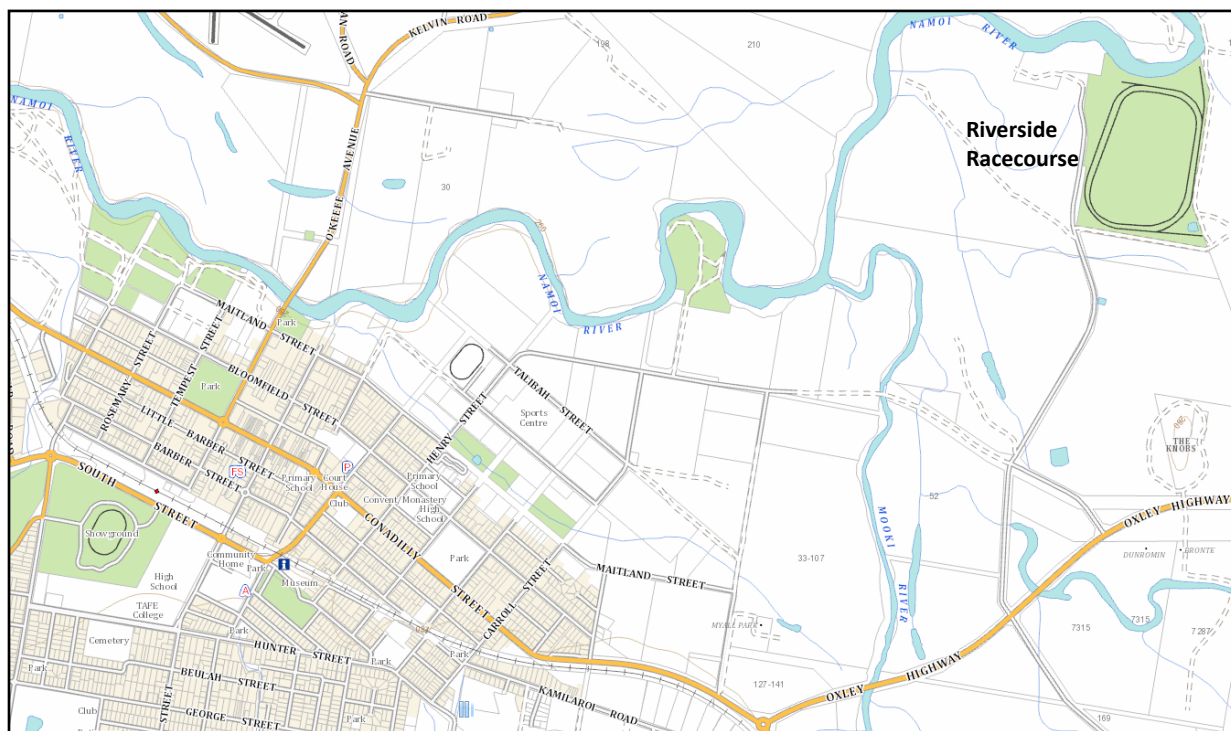 KELVIN ROAD
AN ROAD
198
210
NAMOI RIVER
NAMOI RIVER
Riverside
Racecourse
O'KEEFE AVENUE
30
260
NAMOI RIVER
Park
MAITLAND STREET
ROSEMARY STREET
TEMPEST STREET
Park
BLOOMFIELD STREET
LITTLE BARBER STREET
BARBER STREET
FS
Primary
School
P
Court
House
Club
HENRY STREET
TALIBAH STREET
Sports
Centre
Primary
School
Convent/Monastery
High
School
THE
KNOBS
ROAD
SOUTH STREET
Showground
52
OXLEY HIGHWAY
MOOKI RIVER
33-107
DUNROMIN
BRONTE
CONADILLY STREET
Park
Community
Home
Park
i
Museum
A
High
School
TAFE
College
MAITLAND STREET
CARROLL STREET
MYALL PARK
7315
7315
7287
Cemetery
Park
HUNTER STREET
Park
Park
Park
BEULAH STREET
KAMILAROI ROAD
127-141
OXLEY HIGHWAY
Club
STREET
GEORGE STREET
Park
169